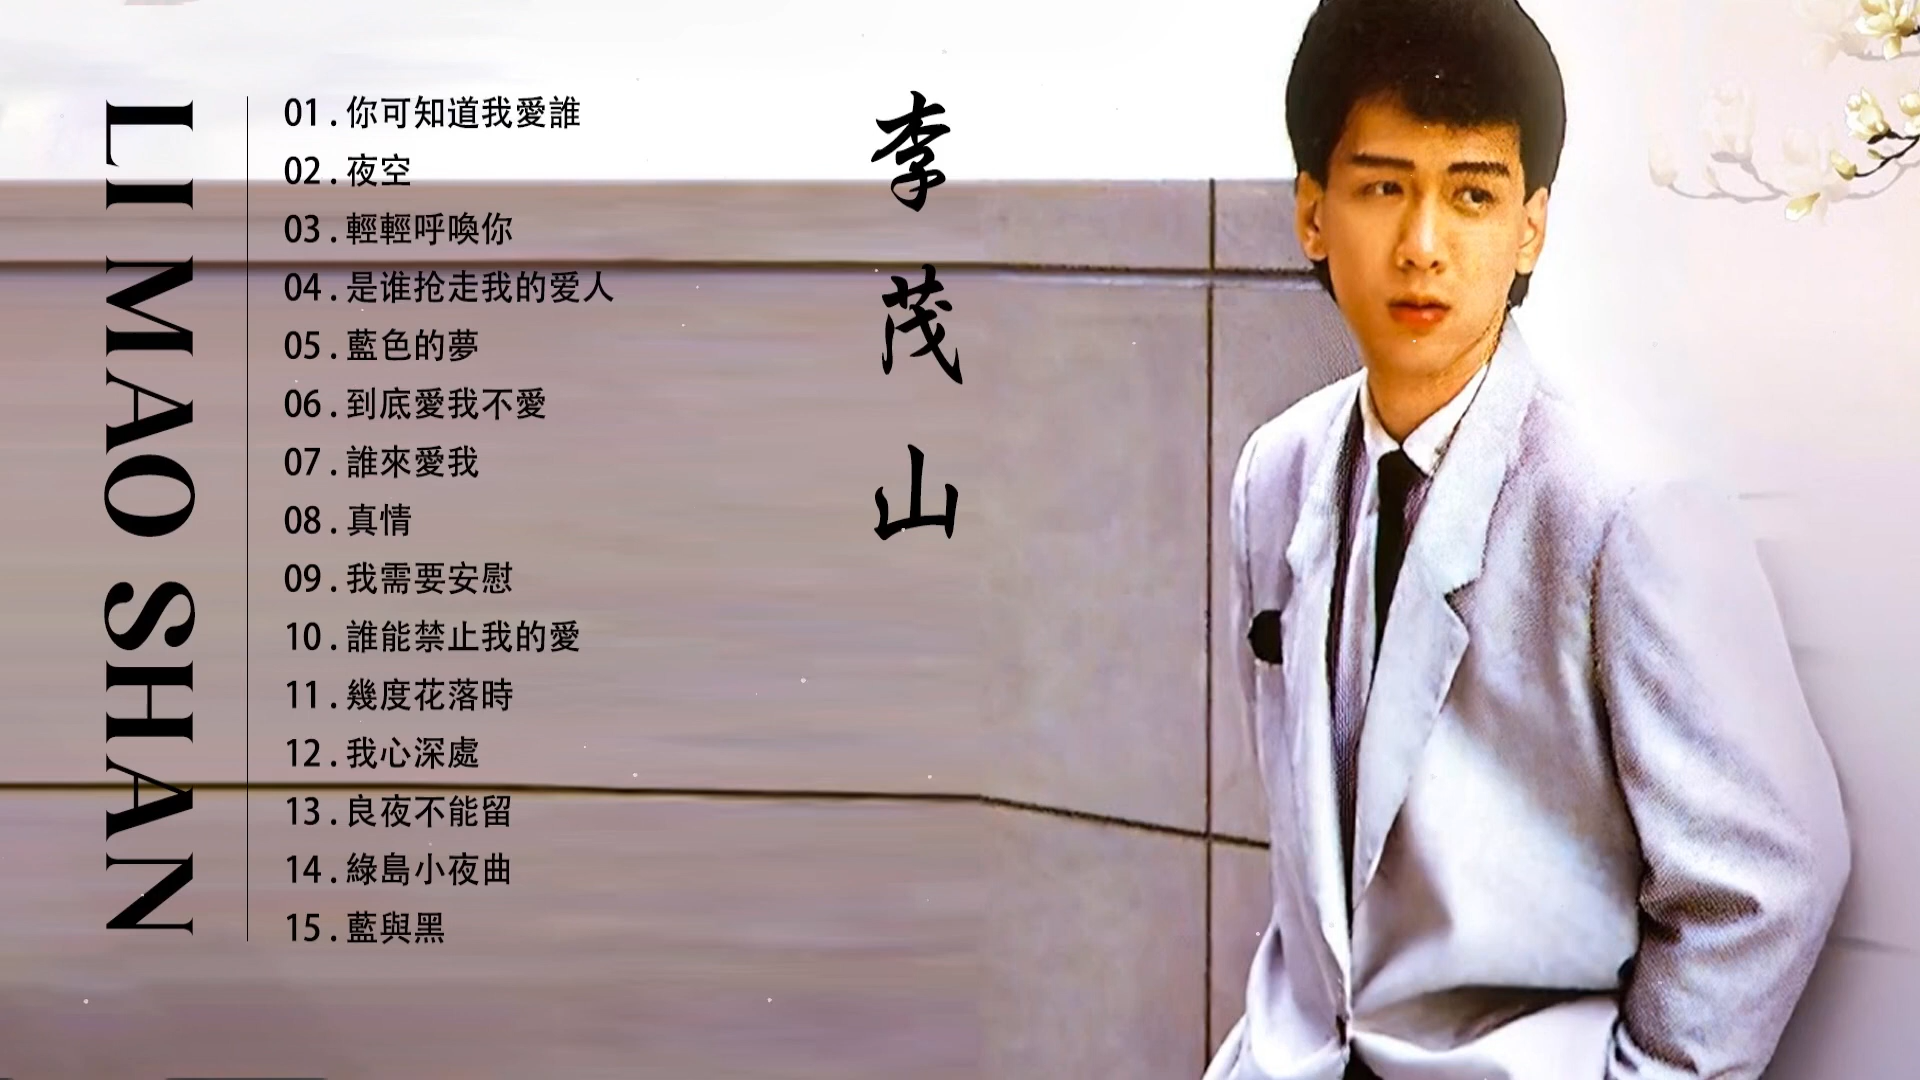 LI MAO SHAN
01.你可知道我愛誰
02.夜空
03.輕輕呼喚你
04.是谁抢走我的爱人
05.藍色的夢
06.到底愛我不愛
07.誰來愛我
08.真情
09.我需要安慰
10.誰能禁止我的愛
11.幾度花落時
12.我心深處
13.良夜不能留
14.綠島小夜曲
15.藍與黑
李茂山